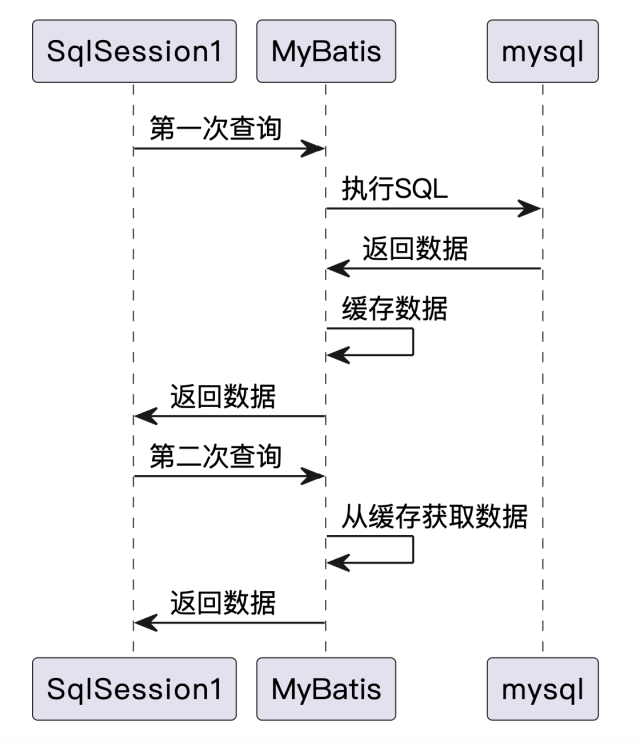 SqlSession1 MyBatis mysql
第一次查询
执行SQL
返回数据
缓存数据
返回数据
第二次查询
从缓存获取数据
返回数据
SqlSession1 MyBatis mysql